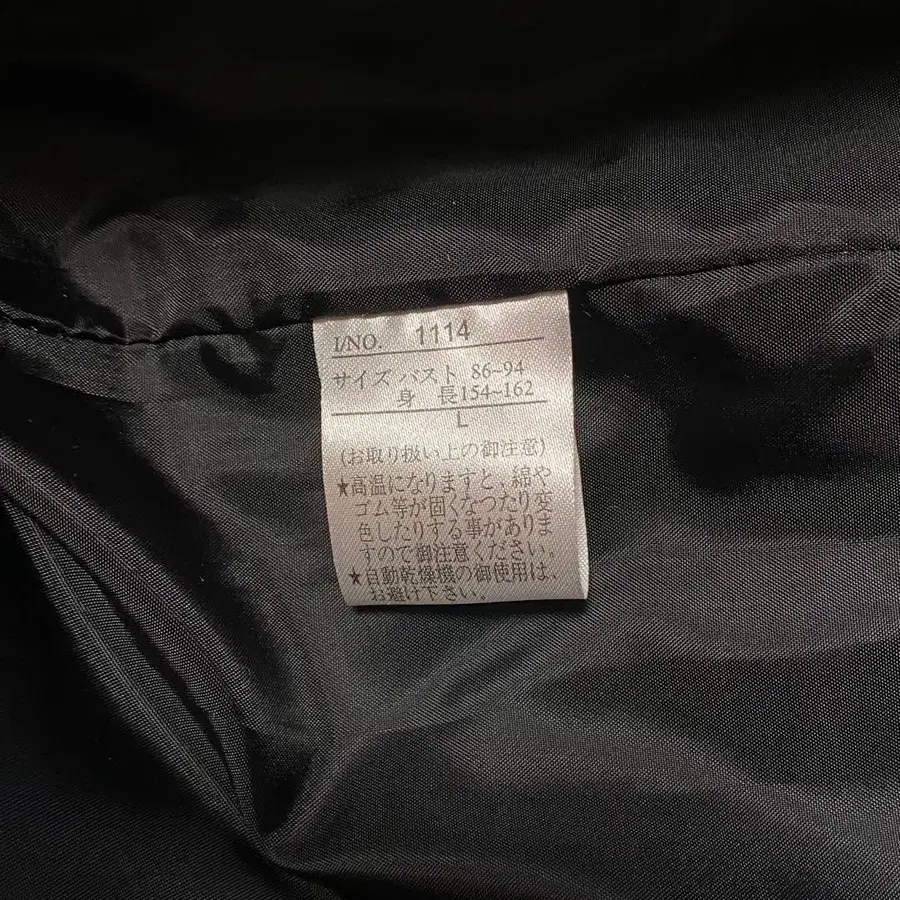 I/NO. 1114
サイズ バスト 86~94
身 長154~162
L
(お取り扱い上の御注意)
★高温になりますと、綿や
ゴム等が固くなつたり変
色したりする事がありま
すので御注意ください。
★自動乾燥機の御使用は、
お避け下さい。